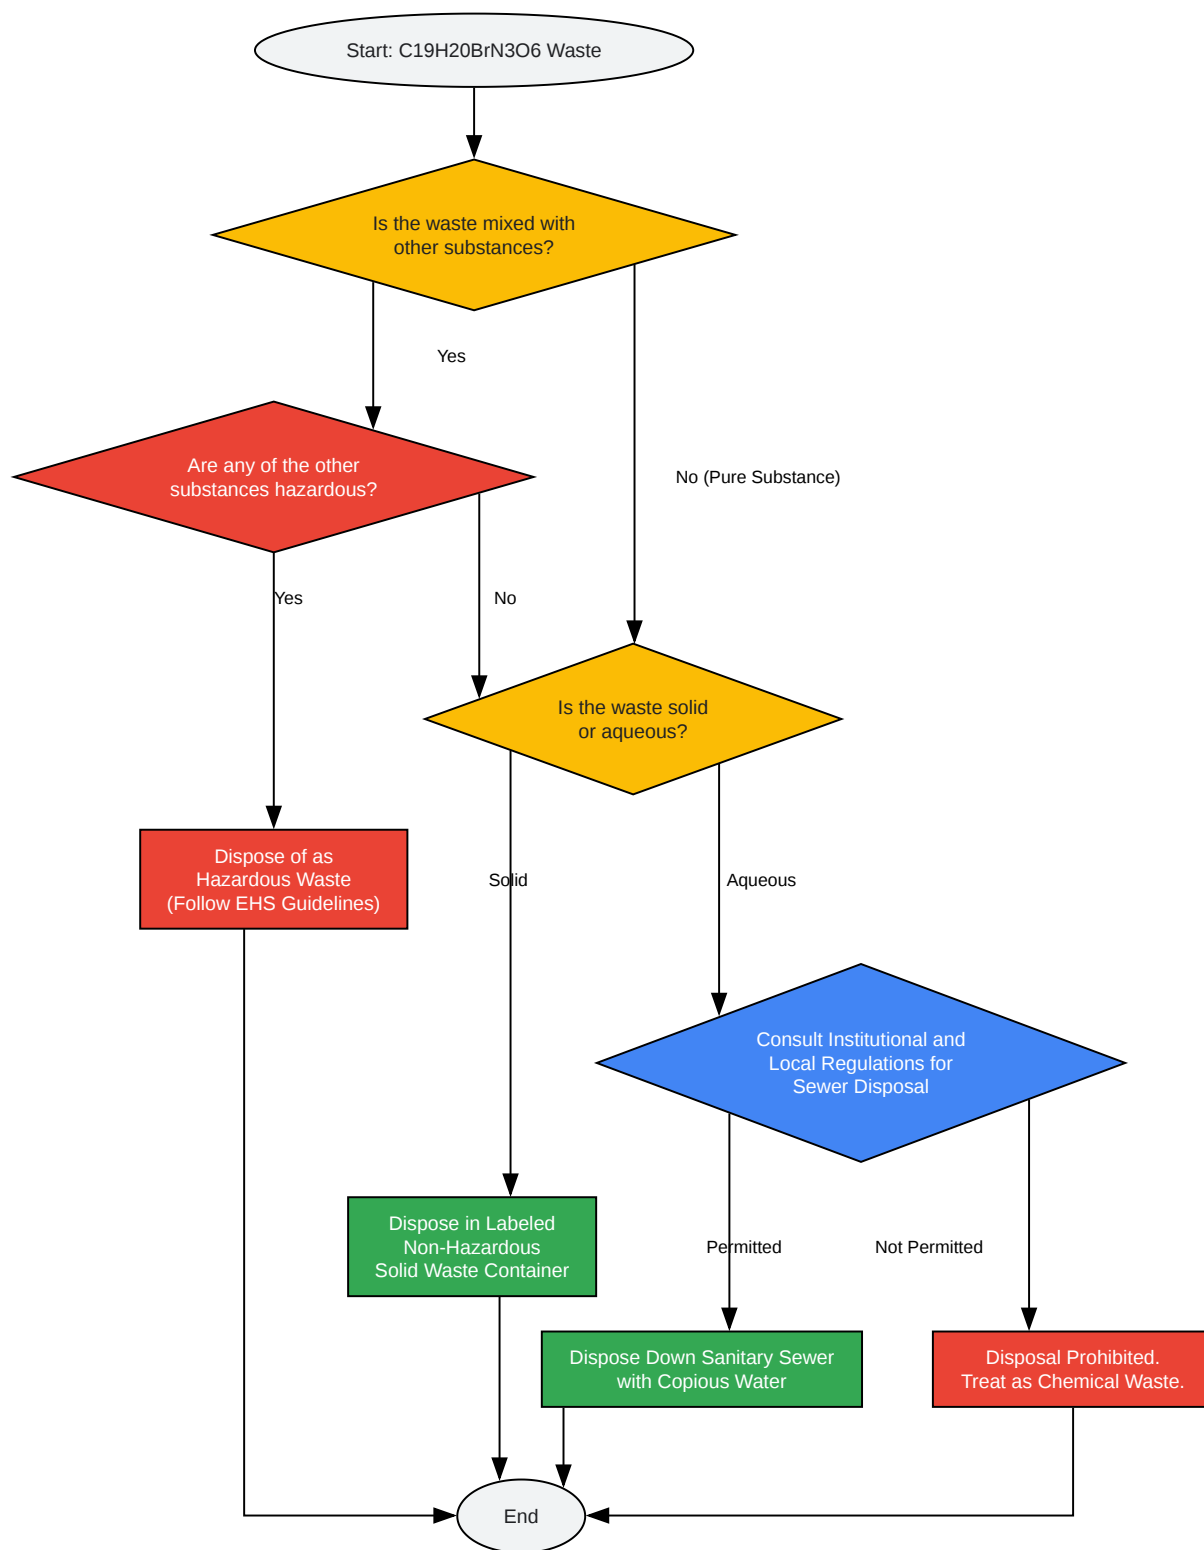 Start: C19H20BrN3O6 Waste
Is the waste mixed with
other substances?
Yes
Are any of the other
substances hazardous?
No (Pure Substance)
Yes
No
Is the waste solid
or aqueous?
Dispose of as
Hazardous Waste
(Follow EHS Guidelines)
Solid
Aqueous
Consult Institutional and
Local Regulations for
Sewer Disposal
Dispose in Labeled
Non-Hazardous
Solid Waste Container
Permitted
Not Permitted
Dispose Down Sanitary Sewer
with Copious Water
Disposal Prohibited.
Treat as Chemical Waste.
End